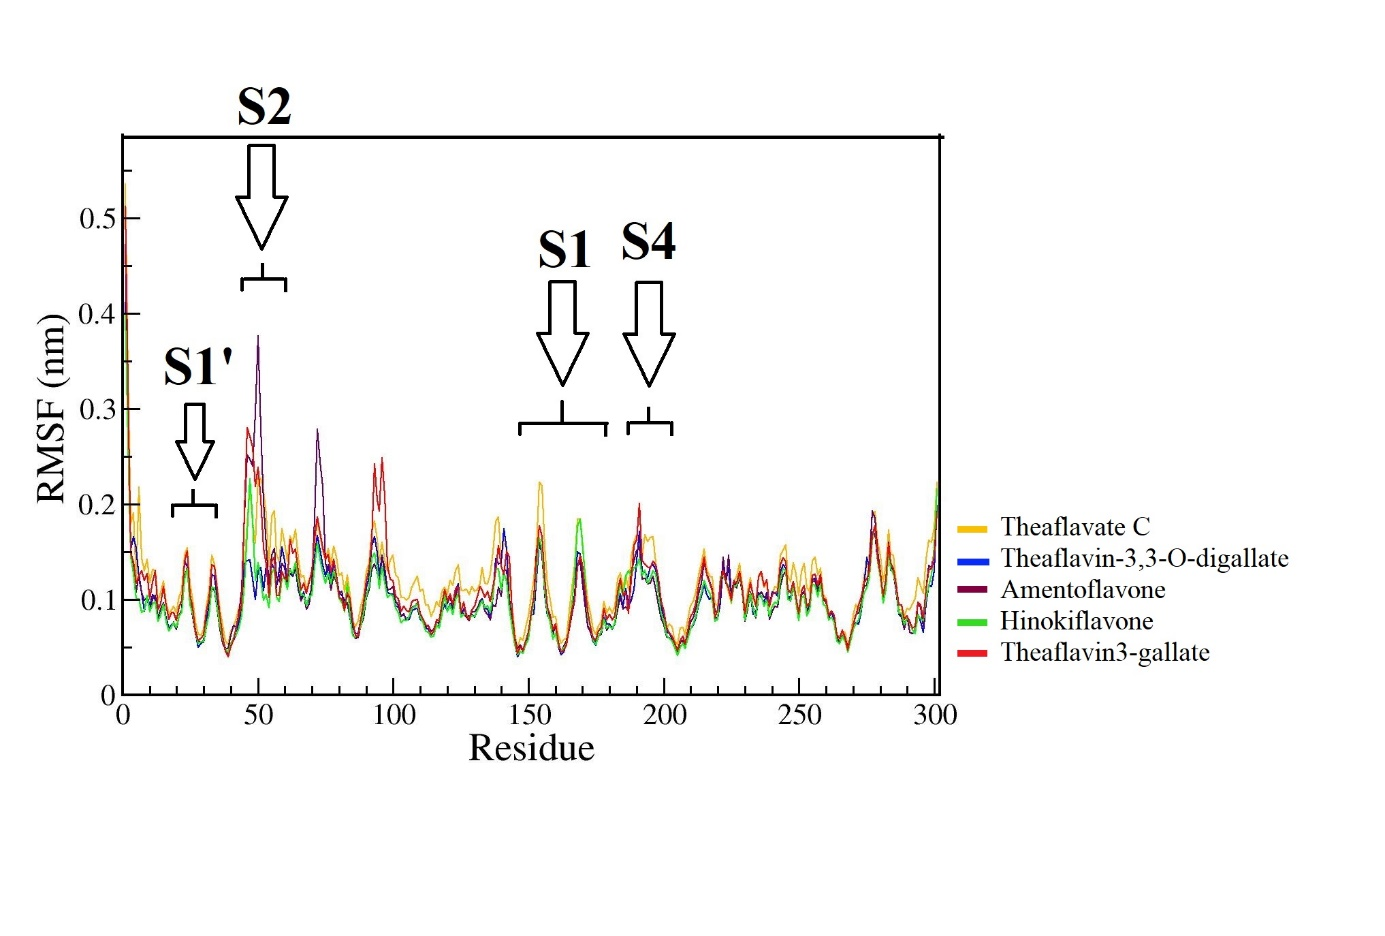 S2
S1
S4
S1'
0.5
0.4
0.3
0.2
0.1
0
RMSF (nm)
0 50 100 150 200 250 300
Residue
Theaflavate C
Theaflavin-3,3-O-digallate
Amentoflavone
Hinokiflavone
Theaflavin3-gallate